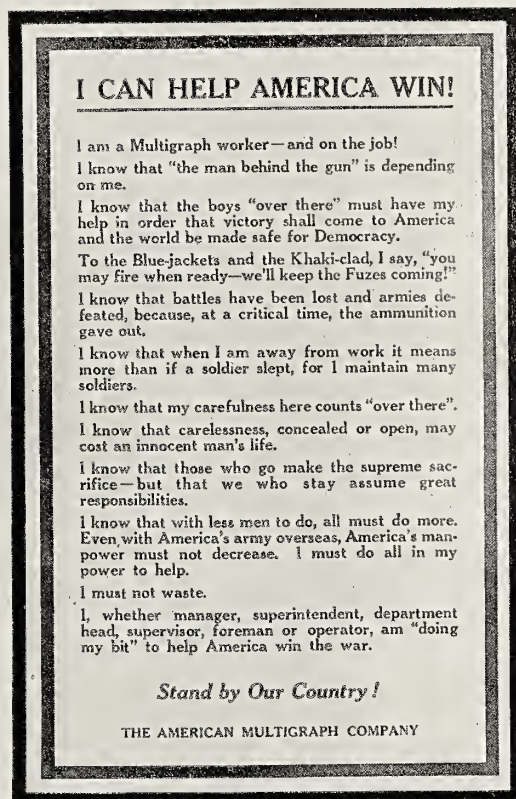 I CAN HELP AMERICA WIN!
I am a Multigraph worker—and on the job!
I know that "the man behind the gun" is depending
on me.
I know that the boys "over there" must have my
help in order that victory shall come to America
and the world be made safe for Democracy.
To the Blue-jackets and the Khaki-clad, I say, "you
may fire when ready—we'll keep the Fuzes coming!"
I know that battles have been lost and armies de-
feated, because, at a critical time, the ammunition
gave out.
I know that when I am away from work it means
more than if a soldier slept, for I maintain many
soldiers.
I know that my carefulness here counts "over there".
I know that carelessness, concealed or open, may
cost an innocent man's life.
I know that those who go make the supreme sac-
rifice—but that we who stay assume great
responsibilities.
I know that with less men to do, all must do more.
Even with America's army overseas, America's man-
power must not decrease. I must do all in my
power to help.
I must not waste.
I, whether manager, superintendent, department
head, supervisor, foreman or operator, am "doing
my bit" to help America win the war.
Stand by Our Country!
THE AMERICAN MULTIGRAPH COMPANY